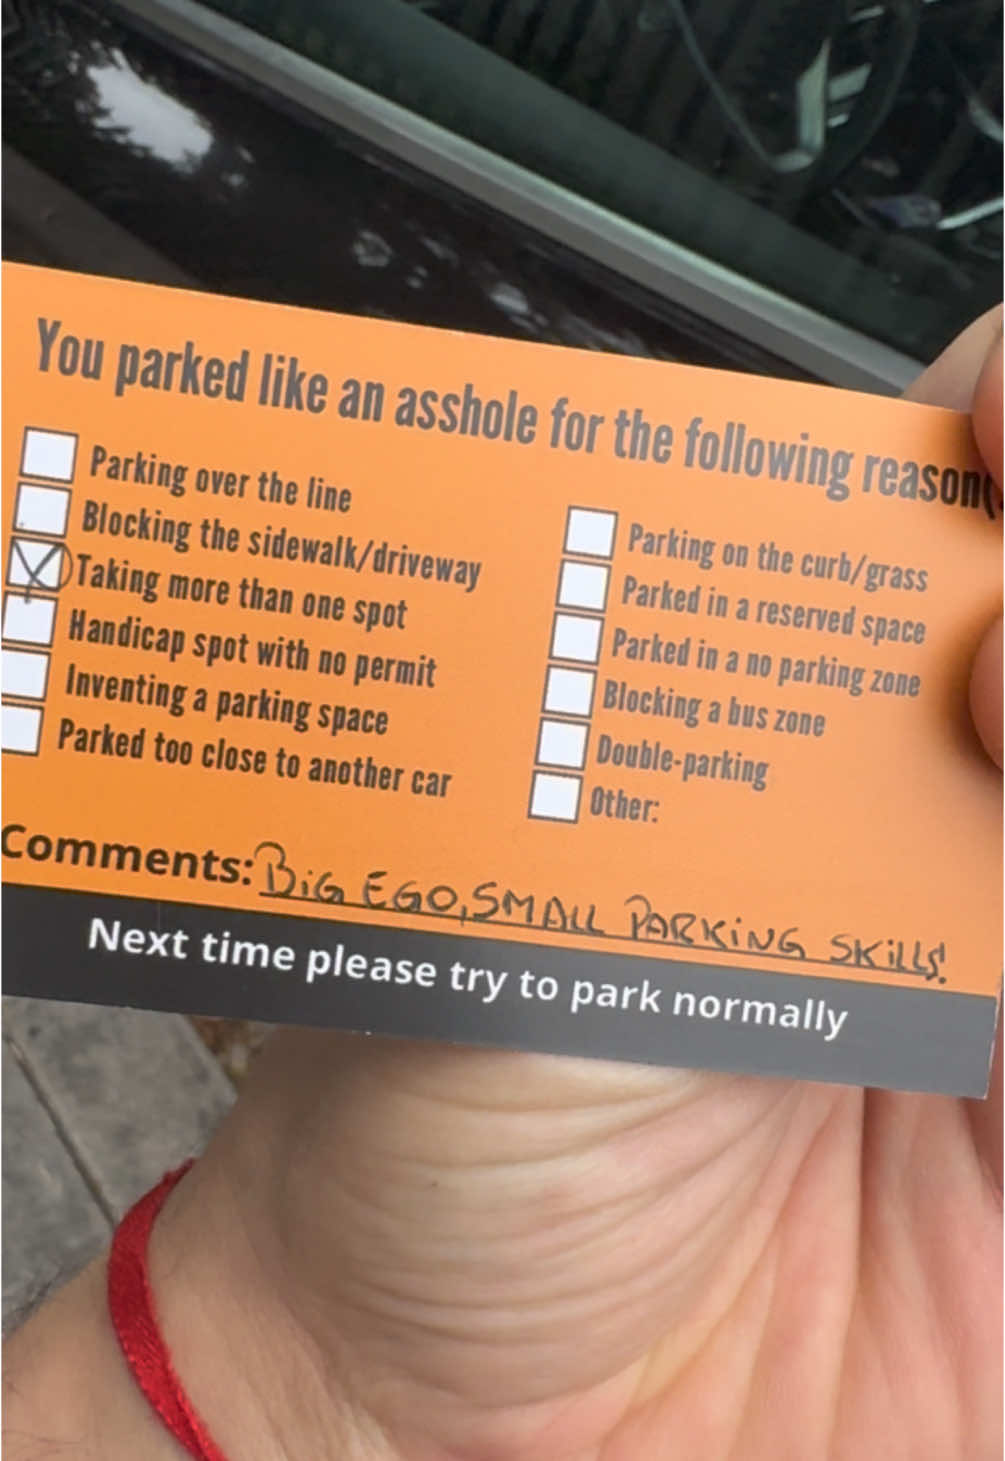 You parked like an asshole for the following reason(
Parking over the line
Blocking the sidewalk/driveway
Taking more than one spot
Handicap spot with no permit
Inventing a parking space
Parked too close to another car
Parking on the curb/grass
Parked in a reserved space
Parked in a no parking zone
Blocking a bus zone
Double-parking
Other:
Comments: BiG EGO, SMALL PARKiNG SKiLLS!
Next time please try to park normally